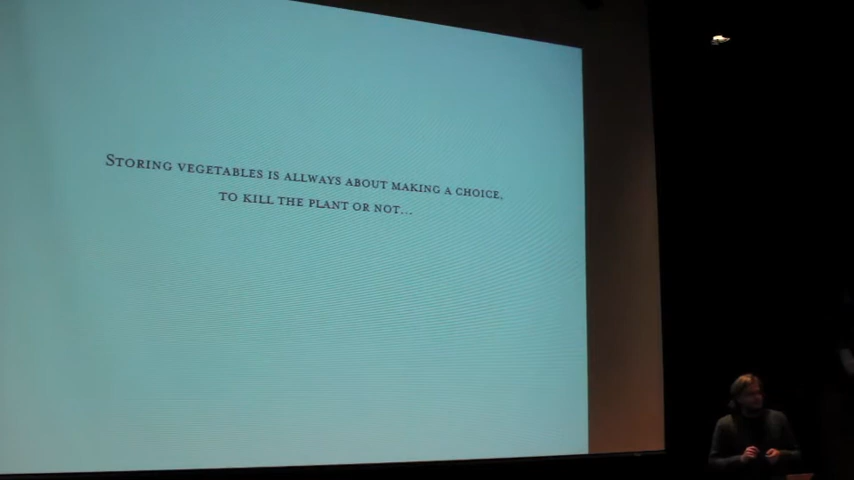 Storing vegetables is allways about making a choice,
to kill the plant or not...